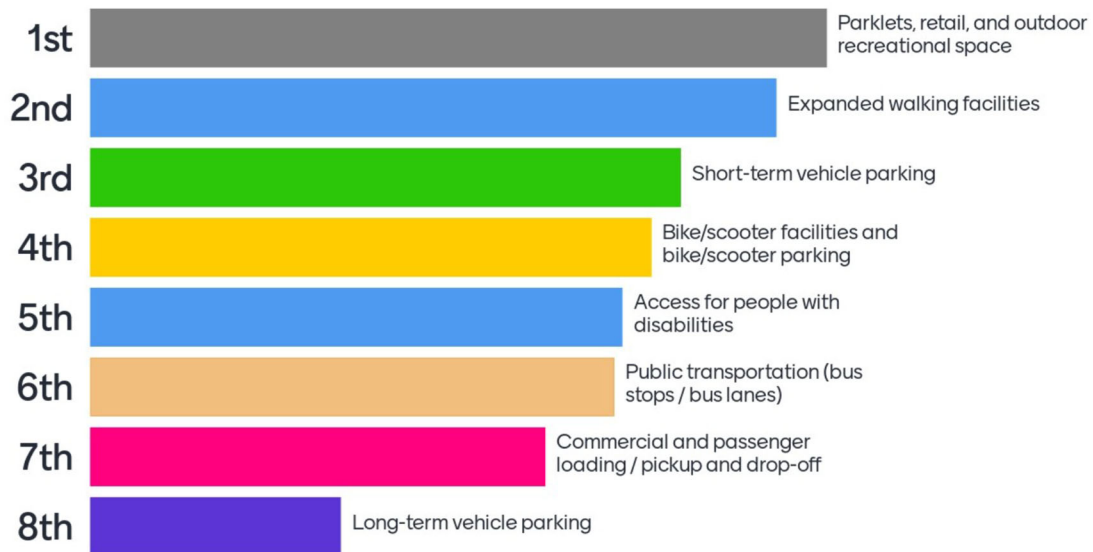 1st
Parklets, retail, and outdoor
recreational space
2nd
Expanded walking facilities
3rd
Short-term vehicle parking
4th
Bike/scooter facilities and
bike/scooter parking
5th
Access for people with
disabilities
6th
Public transportation (bus
stops / bus lanes)
7th
Commercial and passenger
loading / pickup and drop-off
8th
Long-term vehicle parking